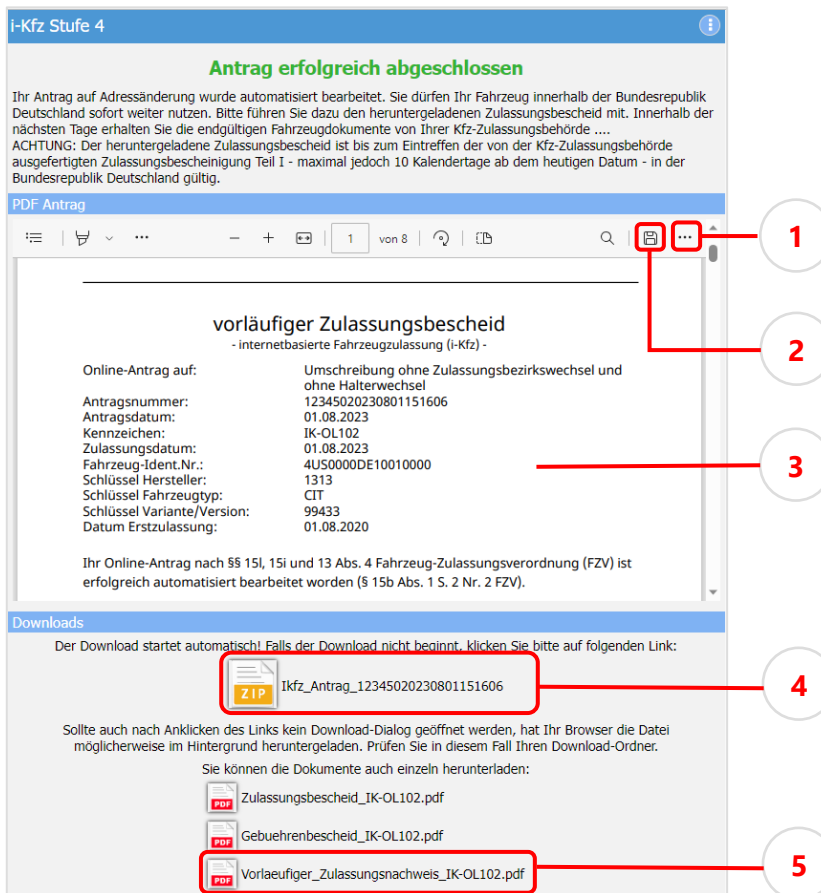 i-Kfz Stufe 4
Antrag erfolgreich abgeschlossen
Ihr Antrag auf Adressänderung wurde automatisiert bearbeitet. Sie dürfen Ihr Fahrzeug innerhalb der Bundesrepublik
Deutschland sofort weiter nutzen. Bitte führen Sie dazu den heruntergeladenen Zulassungsbescheid mit. Innerhalb der
nächsten Tage erhalten Sie die endgültigen Fahrzeugdokumente von Ihrer Kfz-Zulassungsbehörde ....
ACHTUNG: Der heruntergeladene Zulassungsbescheid ist bis zum Eintreffen der von der Kfz-Zulassungsbehörde
ausgefertigten Zulassungsbescheinigung Teil I - maximal jedoch 10 Kalendertage ab dem heutigen Datum - in der
Bundesrepublik Deutschland gültig.
PDF Antrag
1 von 8
1
2
vorläufiger Zulassungsbescheid
- internetbasierte Fahrzeugzulassung (i-Kfz) -
Online-Antrag auf: Umschreibung ohne Zulassungsbezirkswechsel und
ohne Halterwechsel
Antragsnummer: 12345020230801151606
Antragsdatum: 01.08.2023
Kennzeichen: IK-OL102
Zulassungsdatum: 01.08.2023
Fahrzeug-Ident.Nr.: 4US0000DE10010000
3
Schlüssel Hersteller: 1313
Schlüssel Fahrzeugtyp: CIT
Schlüssel Variante/Version: 99433
Datum Erstzulassung: 01.08.2020
Ihr Online-Antrag nach §§ 15l, 15i und 13 Abs. 4 Fahrzeug-Zulassungsverordnung (FZV) ist
erfolgreich automatisiert bearbeitet worden (§ 15b Abs. 1 S. 2 Nr. 2 FZV).
Downloads
Der Download startet automatisch! Falls der Download nicht beginnt, klicken Sie bitte auf folgenden Link:
ZIP Ikfz_Antrag_12345020230801151606
4
Sollte auch nach Anklicken des Links kein Download-Dialog geöffnet werden, hat Ihr Browser die Datei
möglicherweise im Hintergrund heruntergeladen. Prüfen Sie in diesem Fall Ihren Download-Ordner.
Sie können die Dokumente auch einzeln herunterladen:
PDF Zulassungsbescheid_IK-OL102.pdf
PDF Gebuehrenbescheid_IK-OL102.pdf
PDF Vorlaeufiger_Zulassungsnachweis_IK-OL102.pdf
5